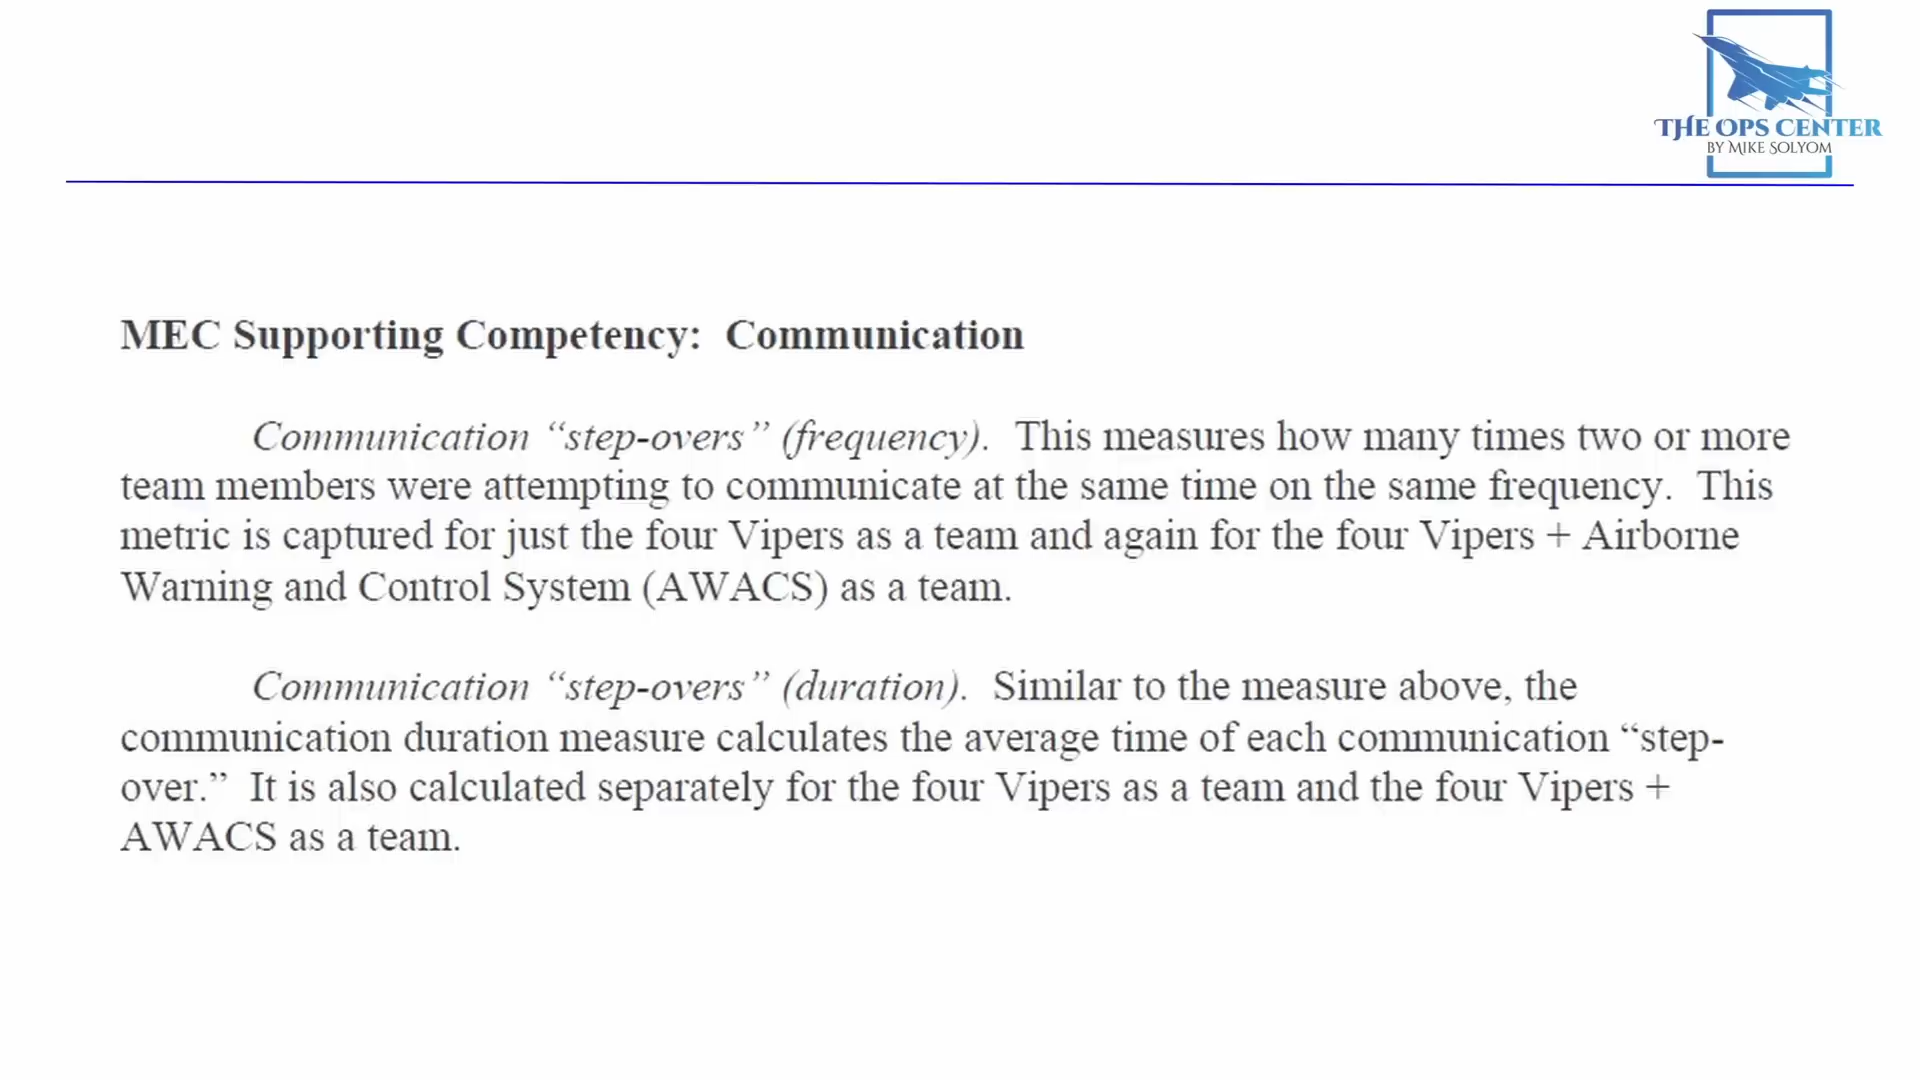 THE OPS CENTER
BY MIKE SOLYOM
MEC Supporting Competency:  Communication
Communication “step-overs” (frequency).  This measures how many times two or more
team members were attempting to communicate at the same time on the same frequency.  This
metric is captured for just the four Vipers as a team and again for the four Vipers + Airborne
Warning and Control System (AWACS) as a team.
Communication “step-overs” (duration).  Similar to the measure above, the
communication duration measure calculates the average time of each communication “step-
over.”  It is also calculated separately for the four Vipers as a team and the four Vipers +
AWACS as a team.